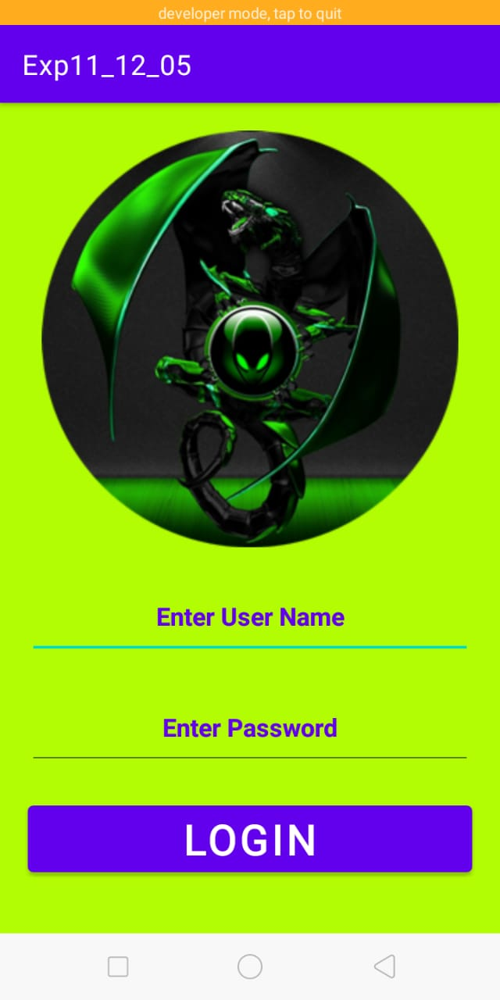 developer mode, tap to quit
Exp11_12_05
Enter User Name
Enter Password
LOGIN